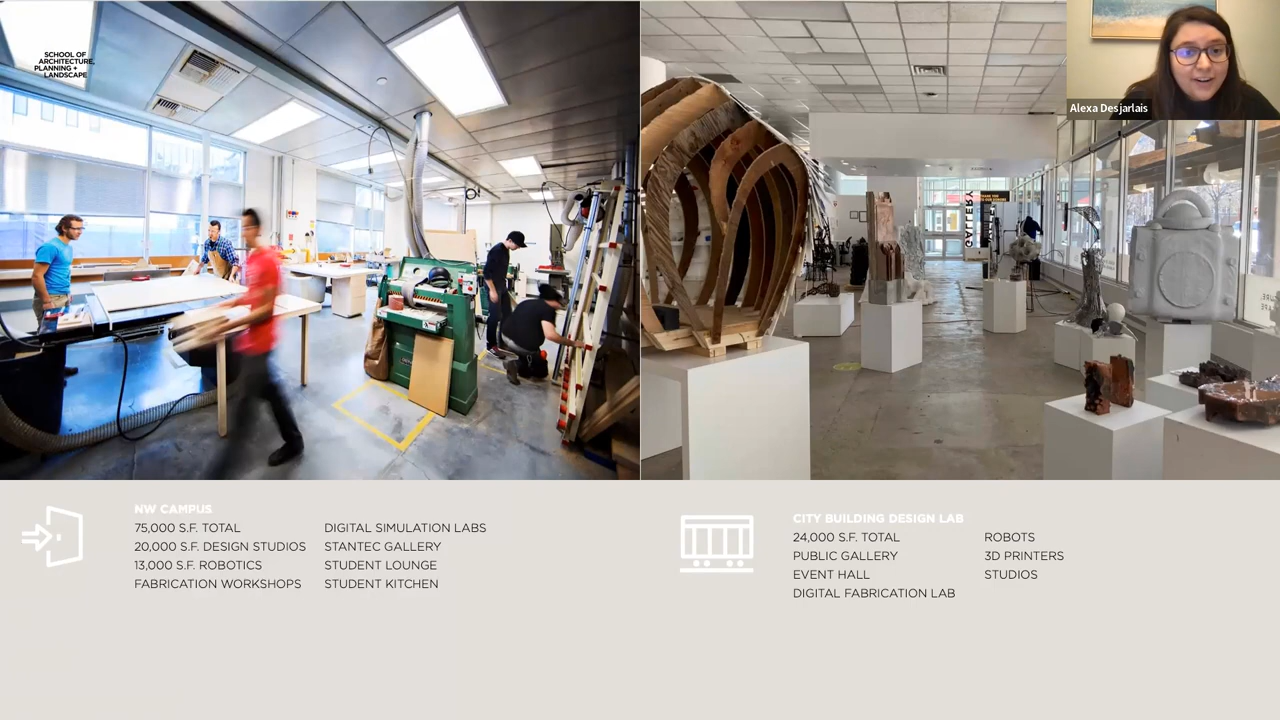 SCHOOL OF
ARCHITECTURE,
PLANNING +
LANDSCAPE
GALLERY
Alexa Desjarlais
NW CAMPUS
75,000 S.F. TOTAL
20,000 S.F. DESIGN STUDIOS
13,000 S.F. ROBOTICS
FABRICATION WORKSHOPS
DIGITAL SIMULATION LABS
STANTEC GALLERY
STUDENT LOUNGE
STUDENT KITCHEN
CITY BUILDING DESIGN LAB
24,000 S.F. TOTAL
PUBLIC GALLERY
EVENT HALL
DIGITAL FABRICATION LAB
ROBOTS
3D PRINTERS
STUDIOS